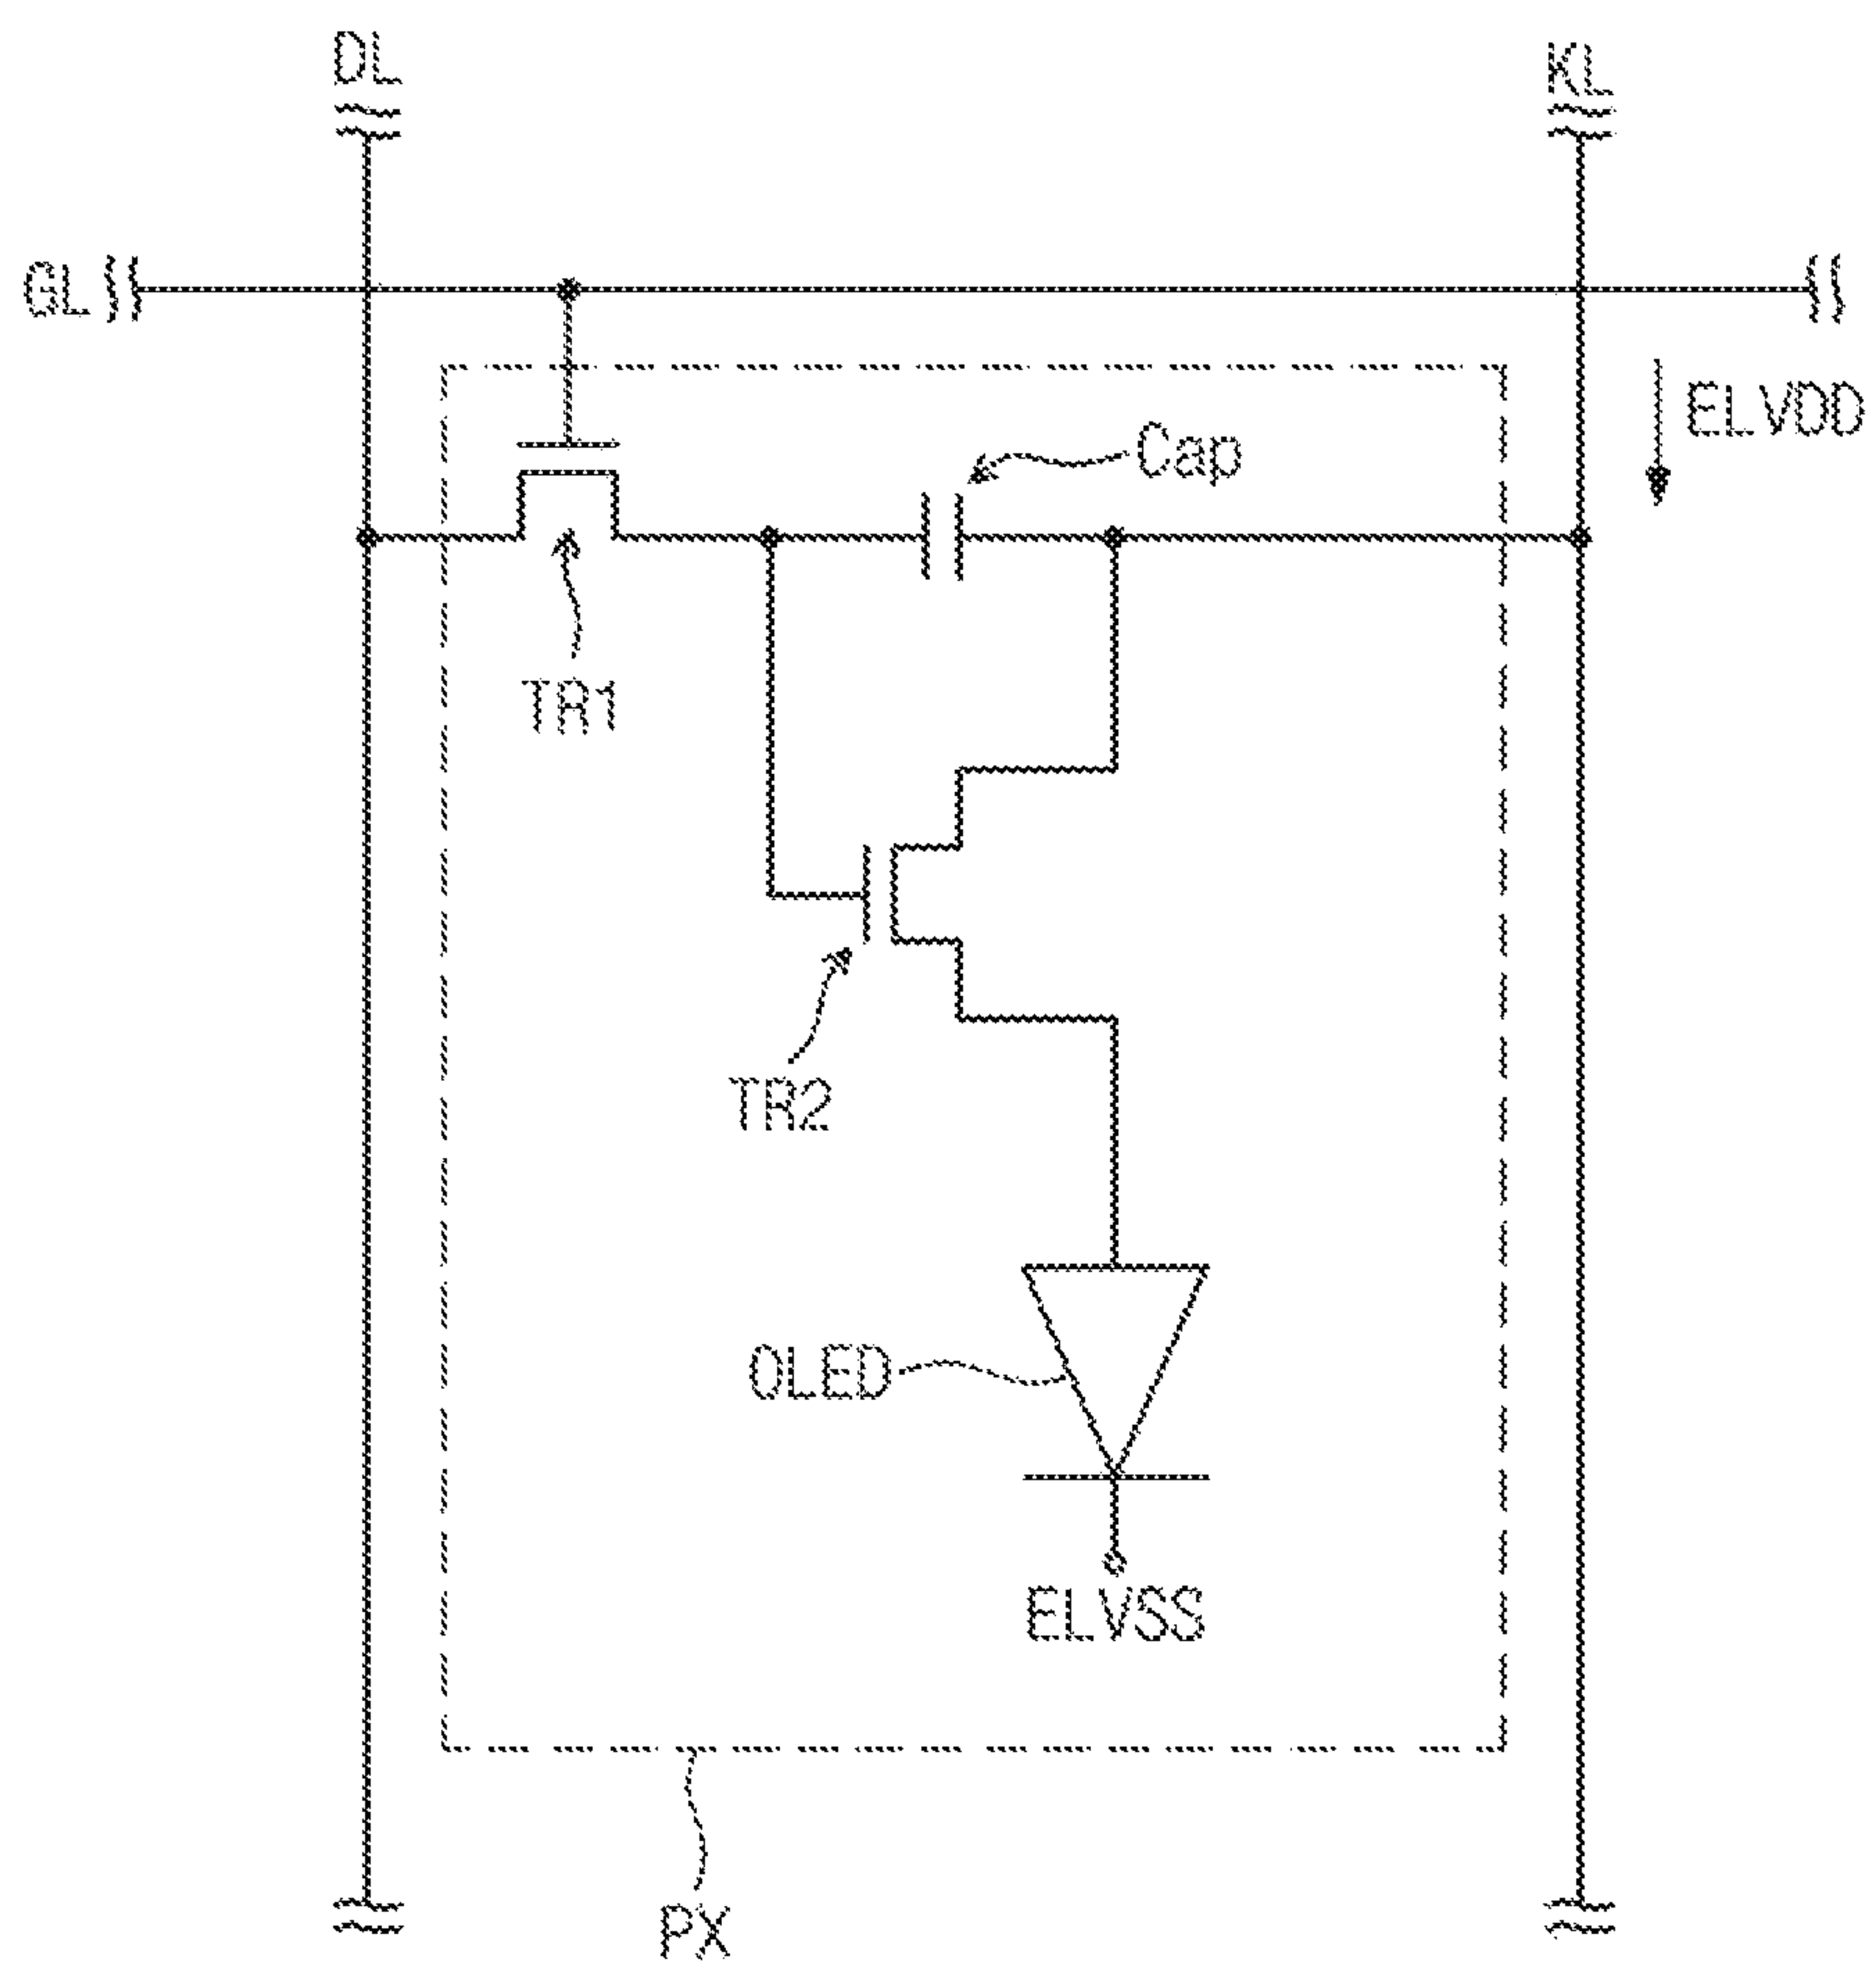 DL
KL
GL
ELVDD
Cap
TR1
TR2
OLED
ELVSS
PX